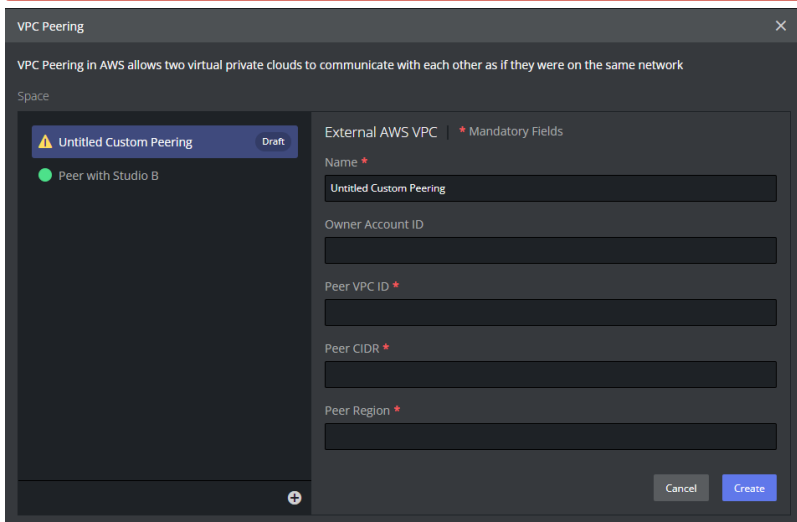 VPC Peering
VPC Peering in AWS allows two virtual private clouds to communicate with each other as if they were on the same network
Space
Untitled Custom Peering Draft
Peer with Studio B
External AWS VPC | * Mandatory Fields
Name *
Untitled Custom Peering
Owner Account ID
Peer VPC ID *
Peer CIDR *
Peer Region *
Cancel Create